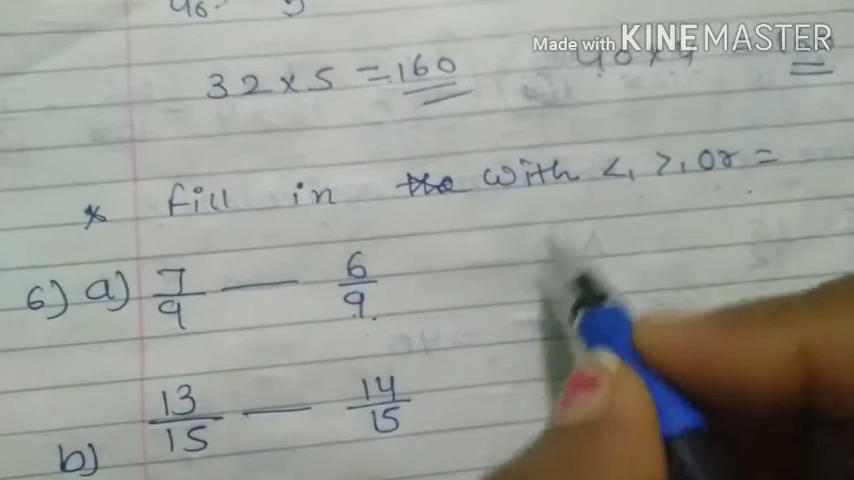 Made with KINEMASTER
32 × 5 = 160
* Fill in with <, >, or =
6) a) 7/9 — 6/9
b) 13/15 — 14/15